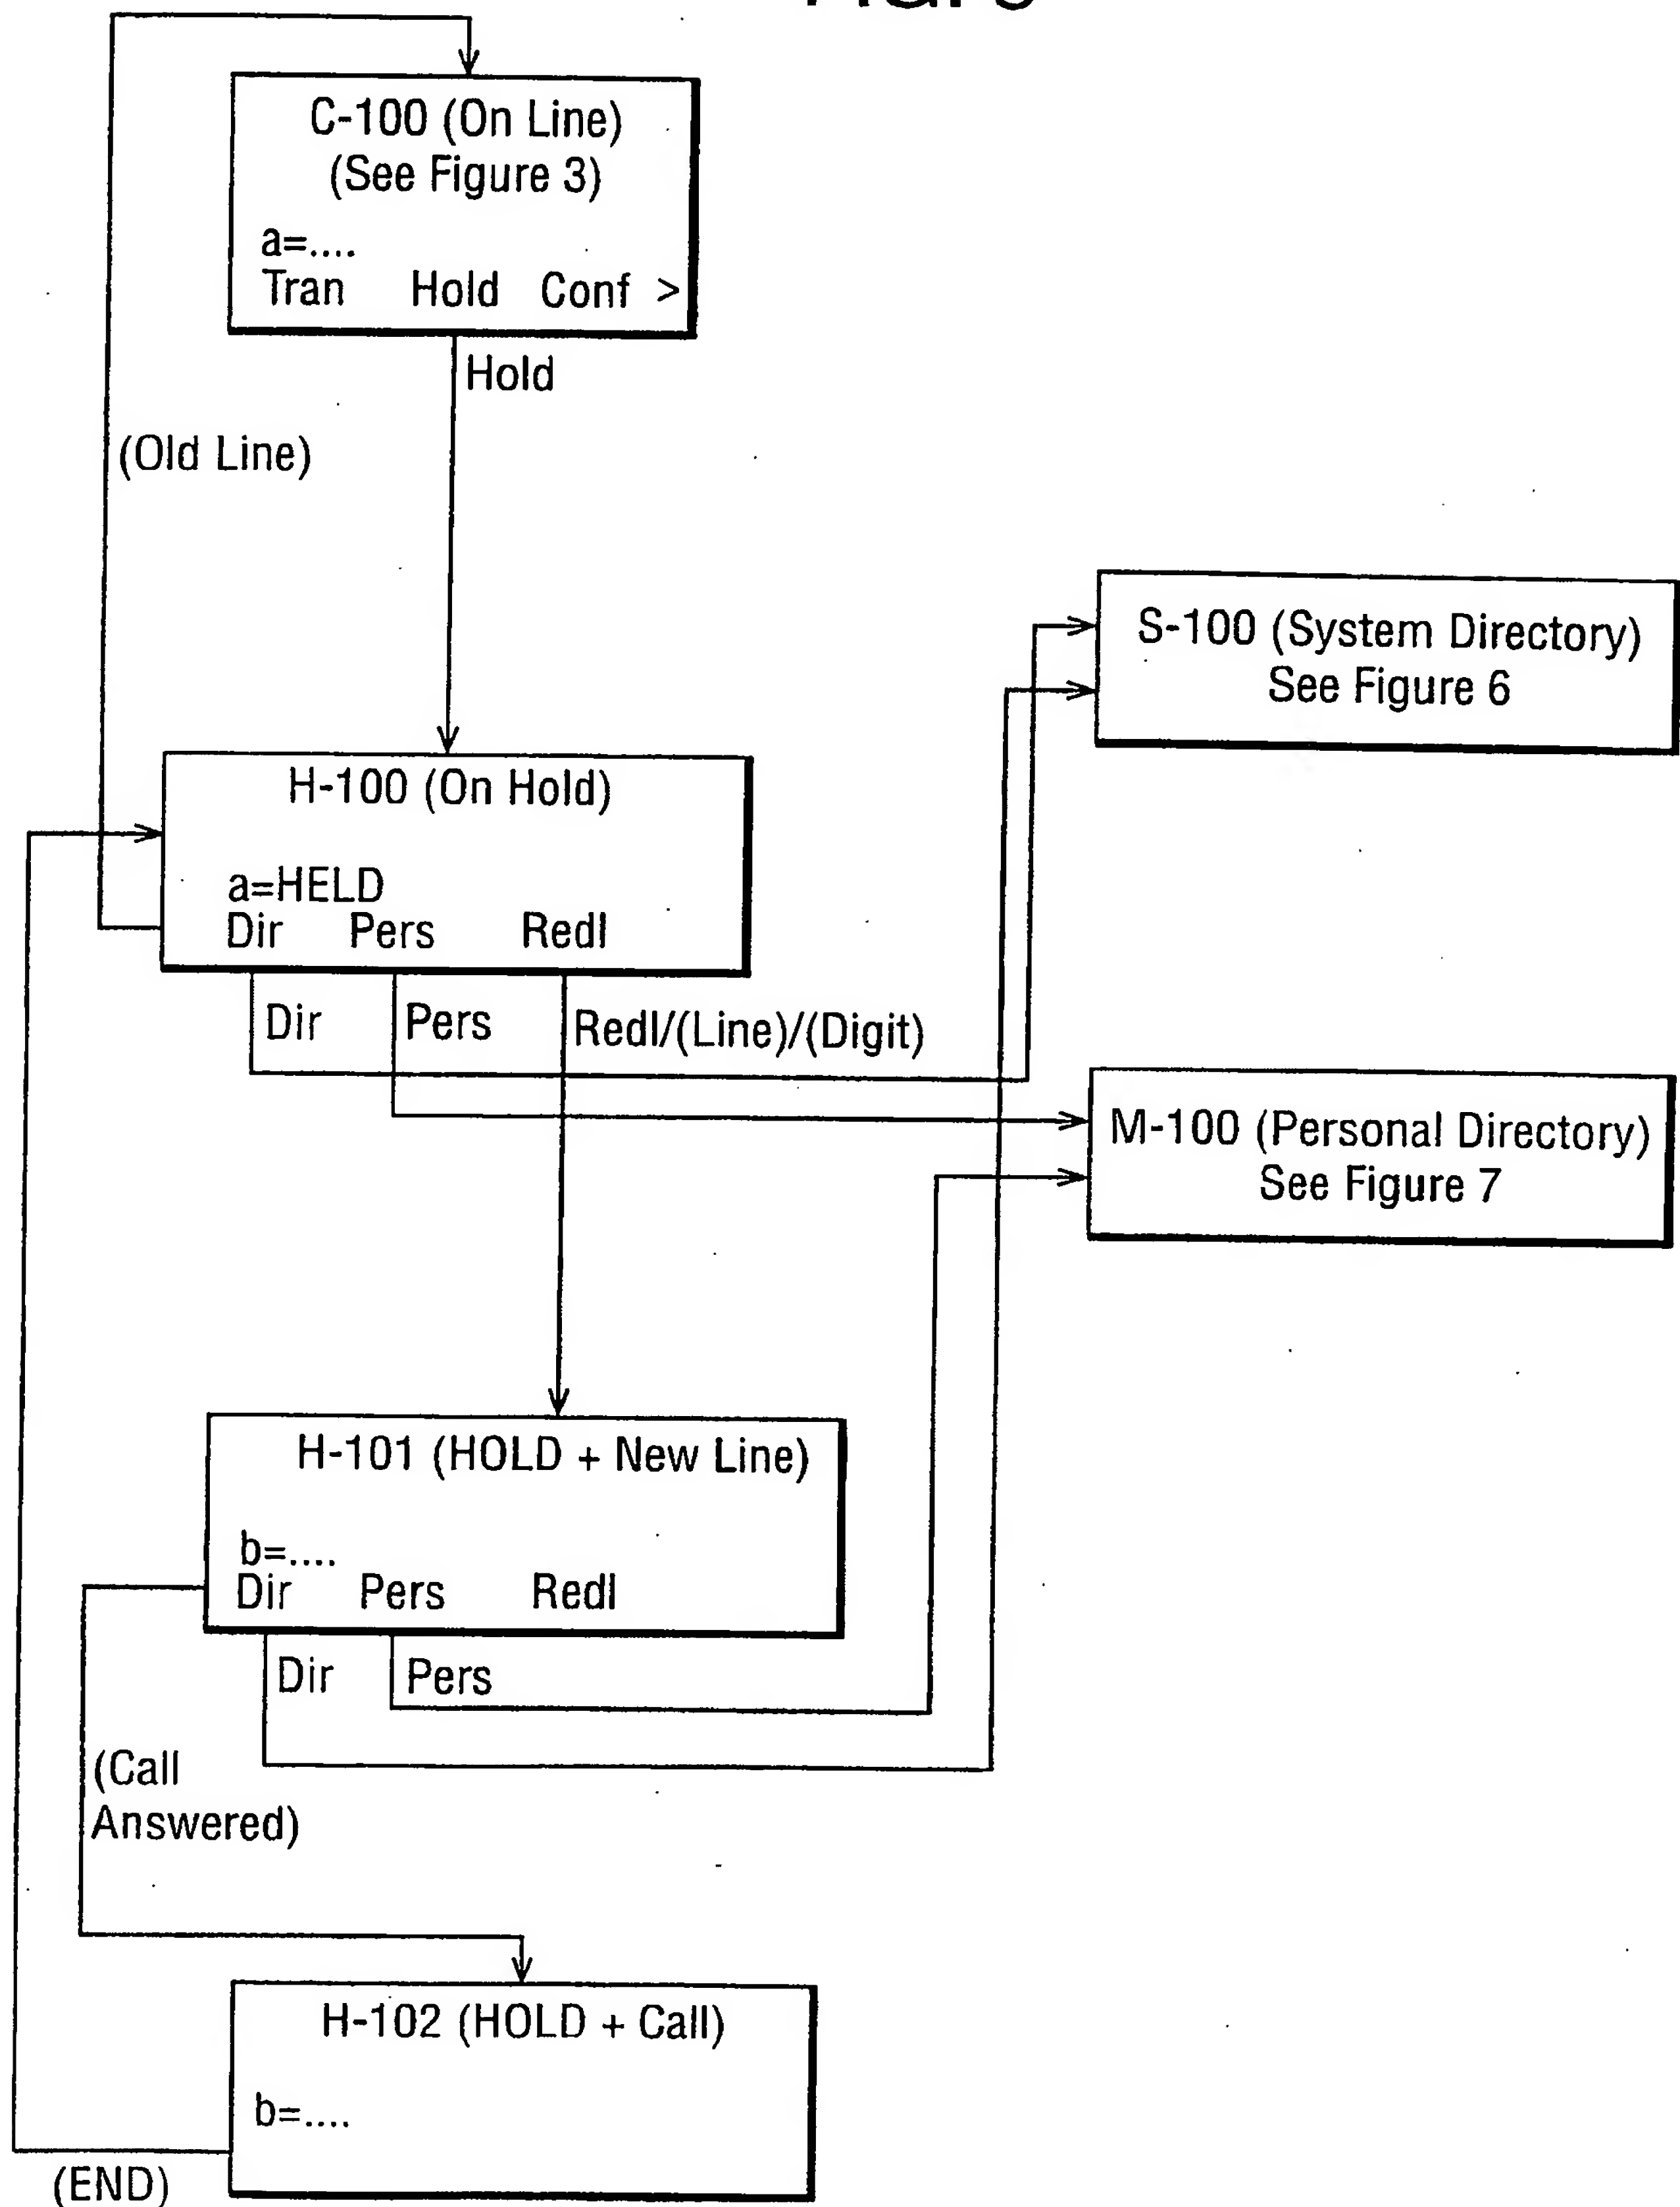 C-100 (On Line)
(See Figure 3)
a=....
Tran Hold Conf >
Hold
(Old Line)
S-100 (System Directory)
See Figure 6
H-100 (On Hold)
a=HELD
Dir Pers Redl
Dir Pers Redl/(Line)/(Digit)
M-100 (Personal Directory)
See Figure 7
H-101 (HOLD + New Line)
b=....
Dir Pers Redl
Dir Pers
(Call
Answered)
H-102 (HOLD + Call)
b=....
(END)